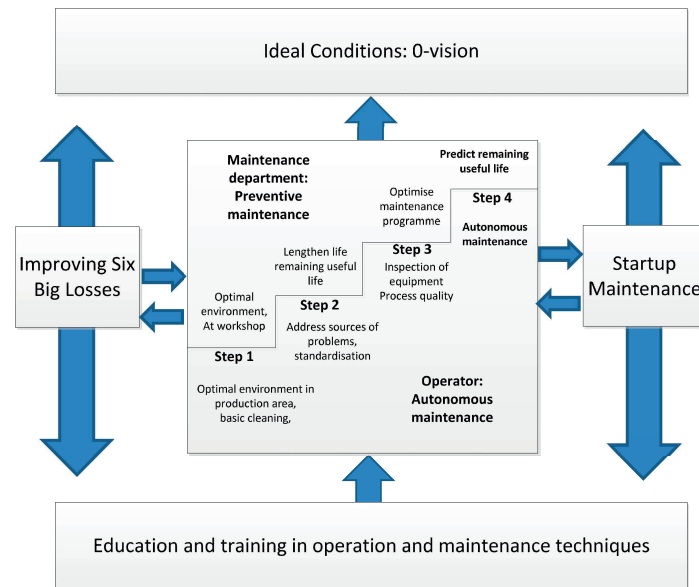 Ideal Conditions: 0-vision
Maintenance
department:
Preventive
maintenance
Predict remaining
useful life
Optimise
maintenance
programme
Step 4
Autonomous
maintenance
Lengthen life
remaining useful
life
Step 3
Inspection of
equipment
Process quality
Improving Six
Big Losses
Startup
Maintenance
Optimal
environment,
At workshop
Step 2
Address sources of
problems,
standardisation
Step 1
Optimal environment in
production area,
basic cleaning,
Operator:
Autonomous
maintenance
Education and training in operation and maintenance techniques